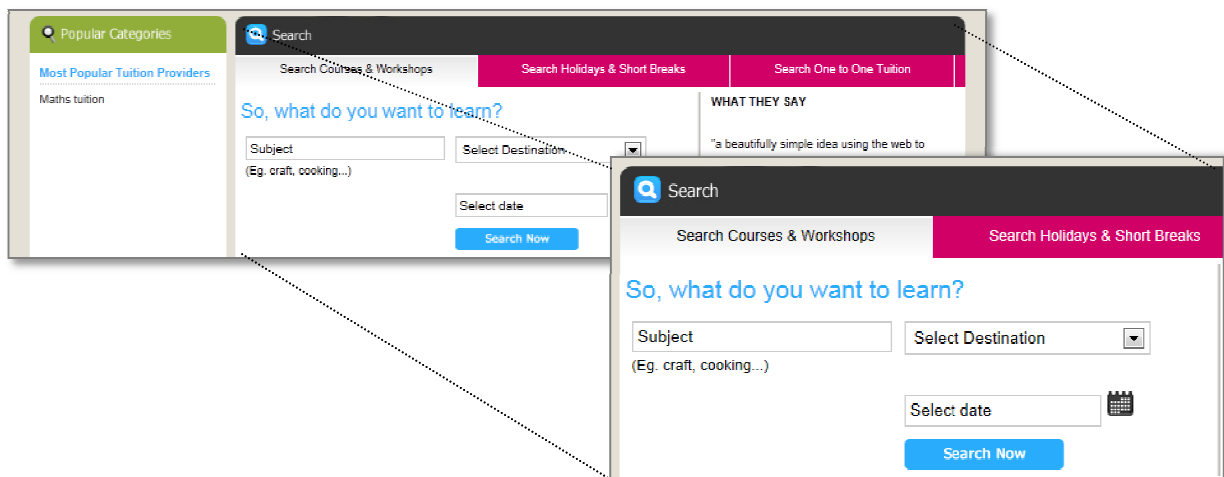 Popular Categories
Most Popular Tuition Providers
Maths tuition
Search
Search Courses & Workshops
Search Holidays & Short Breaks
Search One to One Tuition
So, what do you want to learn?
Subject
Select Destination
(Eg. craft, cooking...)
Select date
Search Now
WHAT THEY SAY
"a beautifully simple idea using the web to
Search
Search Courses & Workshops
Search Holidays & Short Breaks
So, what do you want to learn?
Subject
Select Destination
(Eg. craft, cooking...)
Select date
Search Now